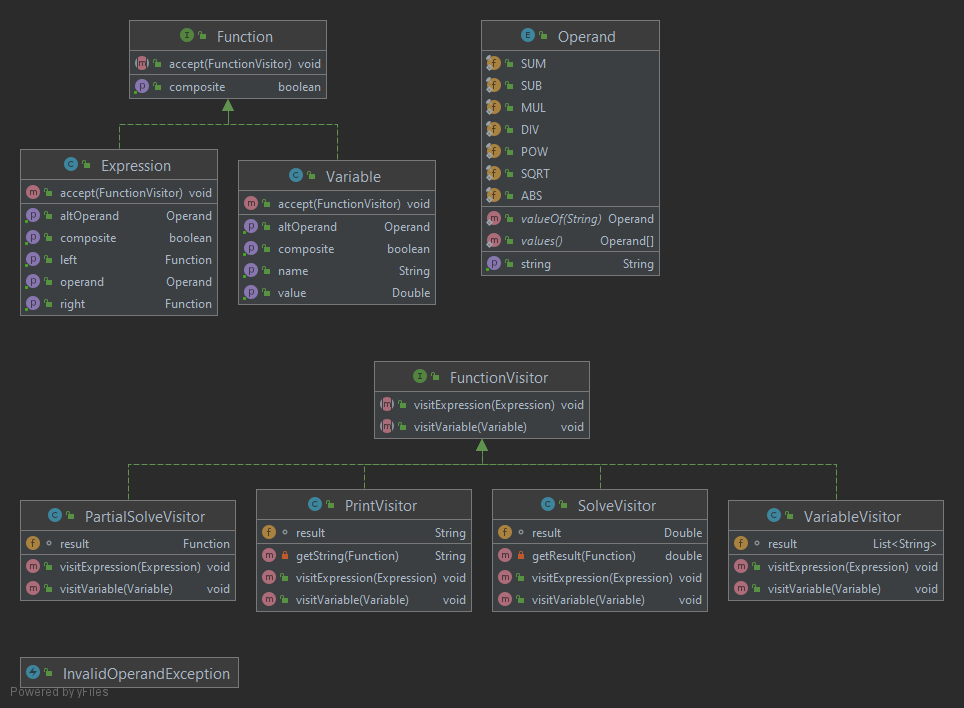 Function
accept(FunctionVisitor) void
composite boolean
Operand
SUM
SUB
MUL
DIV
POW
SQRT
ABS
valueOf(String) Operand
values() Operand[]
string String
Expression
accept(FunctionVisitor) void
altOperand Operand
composite boolean
left Function
operand Operand
right Function
Variable
accept(FunctionVisitor) void
altOperand Operand
composite boolean
name String
value Double
FunctionVisitor
visitExpression(Expression) void
visitVariable(Variable) void
PartialSolveVisitor
result Function
visitExpression(Expression) void
visitVariable(Variable) void
PrintVisitor
result String
getString(Function) String
visitExpression(Expression) void
visitVariable(Variable) void
SolveVisitor
result Double
getResult(Function) double
visitExpression(Expression) void
visitVariable(Variable) void
VariableVisitor
result List<String>
visitExpression(Expression) void
visitVariable(Variable) void
InvalidOperandException
Powered by yFiles